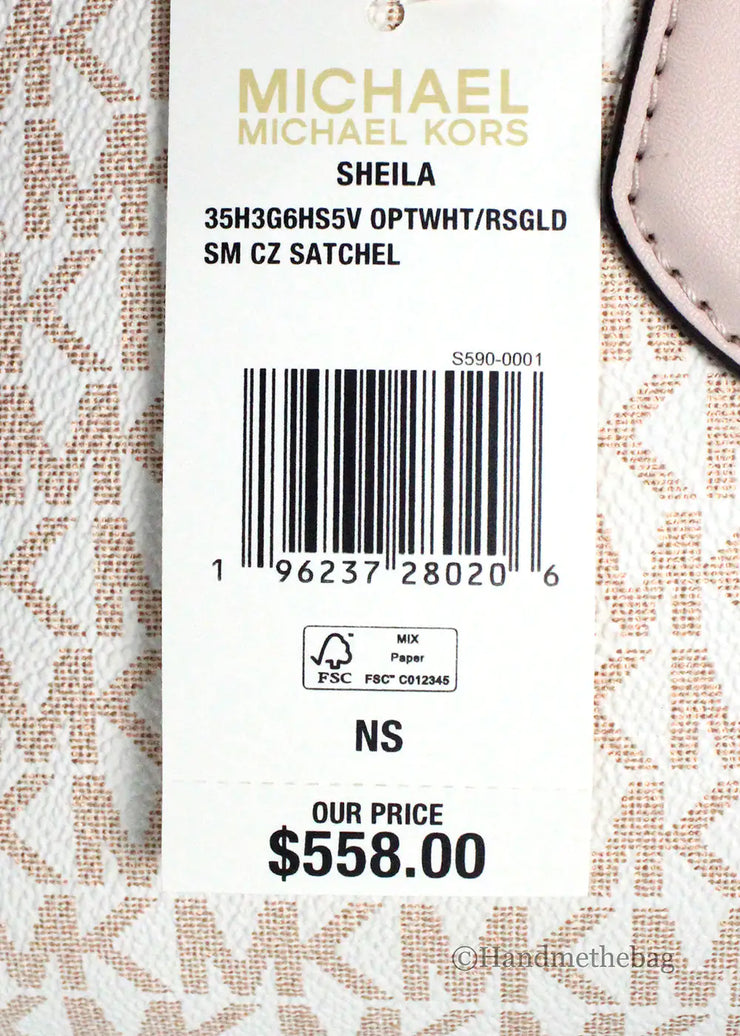 MICHAEL
MICHAEL KORS
SHEILA
35H3G6HS5V OPTWHT/RSGLD
SM CZ SATCHEL
S590-0001
1 96237 28020 6
MIX
Paper
FSC™ C012345
FSC
NS
OUR PRICE
$558.00
©Handmethebag